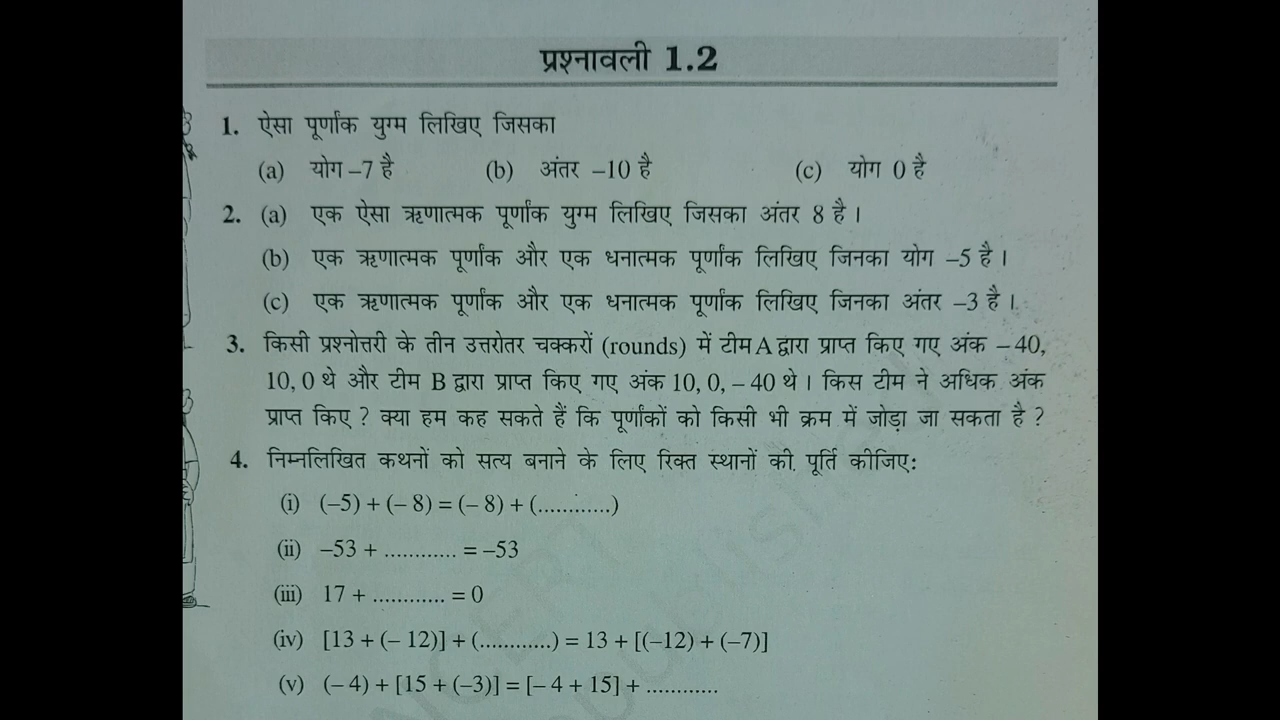 प्रश्नावली 1.2
1. ऐसा पूर्णांक युग्म लिखिए जिसका
(a) योग –7 है (b) अंतर –10 है (c) योग 0 है
2. (a) एक ऐसा ऋणात्मक पूर्णांक युग्म लिखिए जिसका अंतर 8 है।
(b) एक ऋणात्मक पूर्णांक और एक धनात्मक पूर्णांक लिखिए जिनका योग –5 है।
(c) एक ऋणात्मक पूर्णांक और एक धनात्मक पूर्णांक लिखिए जिनका अंतर –3 है।
3. किसी प्रश्नोत्तरी के तीन उत्तरोतर चक्करों (rounds) में टीम A द्वारा प्राप्त किए गए अंक – 40,
10, 0 थे और टीम B द्वारा प्राप्त किए गए अंक 10, 0, – 40 थे। किस टीम ने अधिक अंक
प्राप्त किए ? क्या हम कह सकते हैं कि पूर्णांकों को किसी भी क्रम में जोड़ा जा सकता है ?
4. निम्नलिखित कथनों को सत्य बनाने के लिए रिक्त स्थानों की पूर्ति कीजिए:
(i) (–5) + (– 8) = (– 8) + (............)
(ii) –53 + ............ = –53
(iii) 17 + ............ = 0
(iv) [13 + (– 12)] + (............) = 13 + [(–12) + (–7)]
(v) (– 4) + [15 + (–3)] = [– 4 + 15] + ............